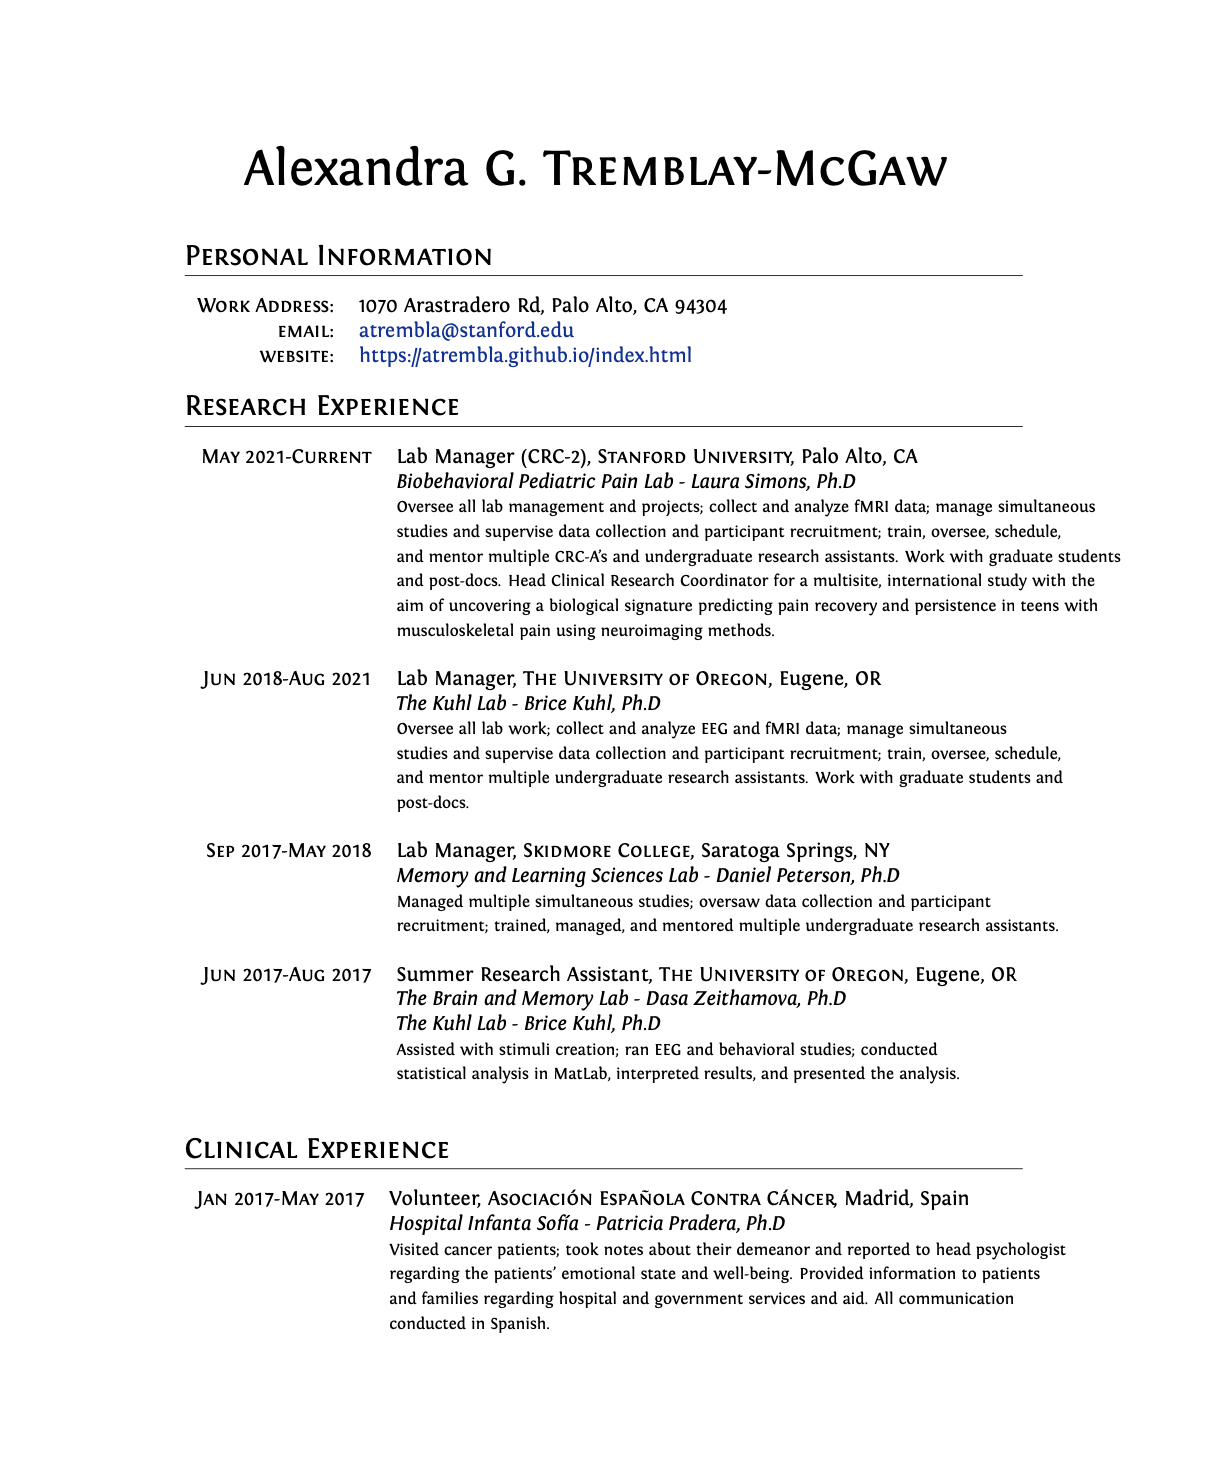 Alexandra G. Tremblay-McGaw
Personal Information
Work Address: 1070 Arastradero Rd, Palo Alto, CA 94304
email: atrembla@stanford.edu
website: https://atrembla.github.io/index.html
Research Experience
May 2021-Current Lab Manager (CRC-2), Stanford University, Palo Alto, CA
Biobehavioral Pediatric Pain Lab - Laura Simons, Ph.D
Oversee all lab management and projects; collect and analyze fMRI data; manage simultaneous
studies and supervise data collection and participant recruitment; train, oversee, schedule,
and mentor multiple CRC-A's and undergraduate research assistants. Work with graduate students
and post-docs. Head Clinical Research Coordinator for a multisite, international study with the
aim of uncovering a biological signature predicting pain recovery and persistence in teens with
musculoskeletal pain using neuroimaging methods.
Jun 2018-Aug 2021 Lab Manager, The University of Oregon, Eugene, OR
The Kuhl Lab - Brice Kuhl, Ph.D
Oversee all lab work; collect and analyze EEG and fMRI data; manage simultaneous
studies and supervise data collection and participant recruitment; train, oversee, schedule,
and mentor multiple undergraduate research assistants. Work with graduate students and
post-docs.
Sep 2017-May 2018 Lab Manager, Skidmore College, Saratoga Springs, NY
Memory and Learning Sciences Lab - Daniel Peterson, Ph.D
Managed multiple simultaneous studies; oversaw data collection and participant
recruitment; trained, managed, and mentored multiple undergraduate research assistants.
Jun 2017-Aug 2017 Summer Research Assistant, The University of Oregon, Eugene, OR
The Brain and Memory Lab - Dasa Zeithamova, Ph.D
The Kuhl Lab - Brice Kuhl, Ph.D
Assisted with stimuli creation; ran EEG and behavioral studies; conducted
statistical analysis in MatLab, interpreted results, and presented the analysis.
Clinical Experience
Jan 2017-May 2017 Volunteer, Asociación Española Contra Cáncer, Madrid, Spain
Hospital Infanta Sofía - Patricia Pradera, Ph.D
Visited cancer patients; took notes about their demeanor and reported to head psychologist
regarding the patients' emotional state and well-being. Provided information to patients
and families regarding hospital and government services and aid. All communication
conducted in Spanish.